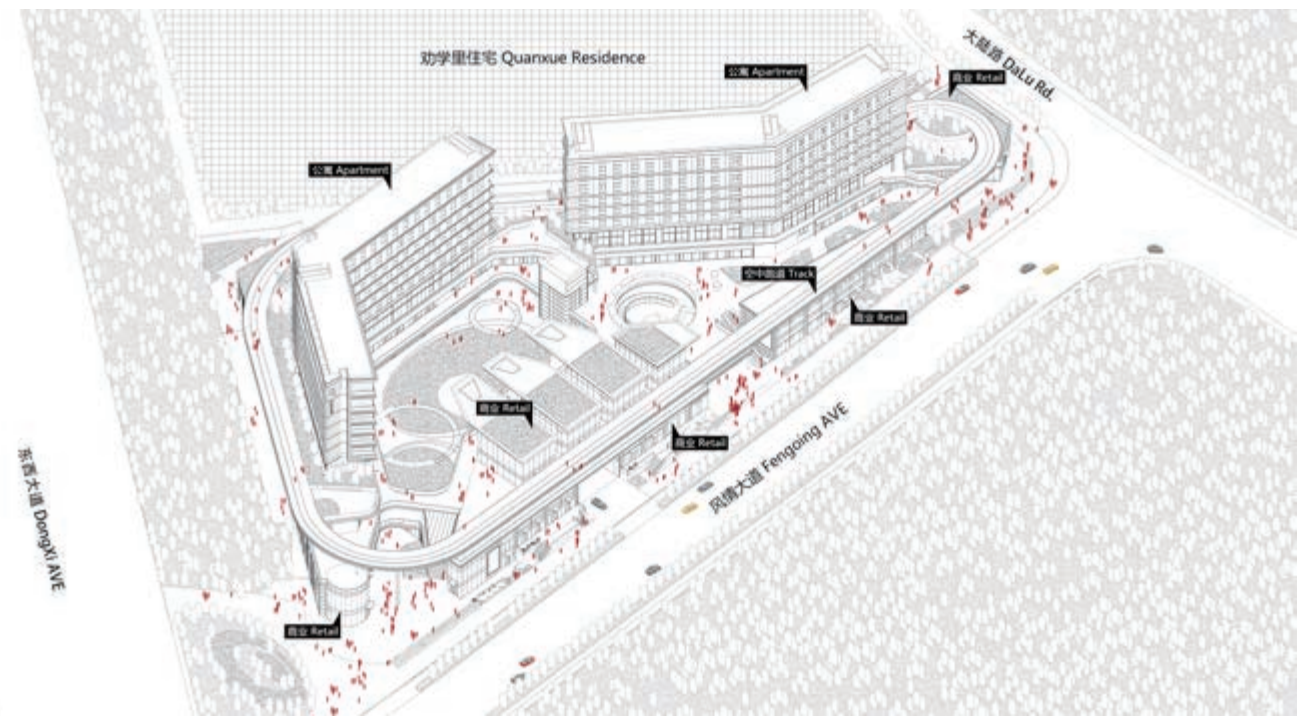 劝学里住宅 Quanxue Residence
大陆路 DaLu Rd.
公寓 Apartment
商业 Retail
公寓 Apartment
空中跑道 Track
商业 Retail
商业 Retail
商业 Retail
风情大道 Fengqing AVE
东西大道 DongXi AVE
商业 Retail